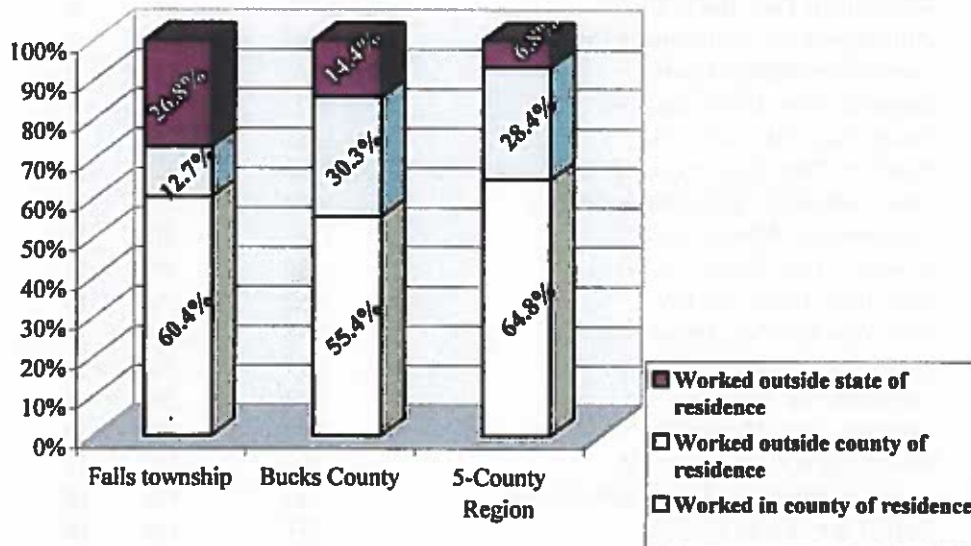 100%
90%
80%
70%
60%
50%
40%
30%
20%
10%
0%
26.8%
12.7%
60.4%
14.4%
30.3%
55.4%
6.8%
28.4%
64.8%
Falls township
Bucks County
5-County
Region
Worked outside state of
residence
Worked outside county of
residence
Worked in county of residence